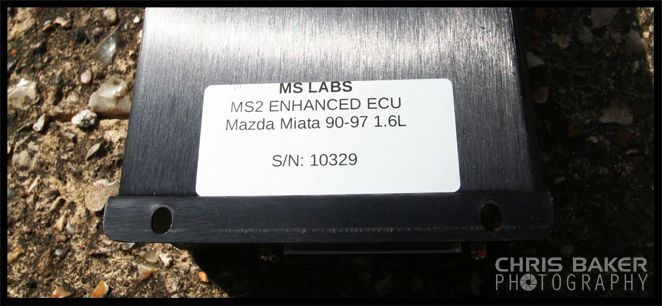 MS LABS
MS2 ENHANCED ECU
Mazda Miata 90-97 1.6L
S/N: 10329
CHRIS BAKER
PHOTOGRAPHY